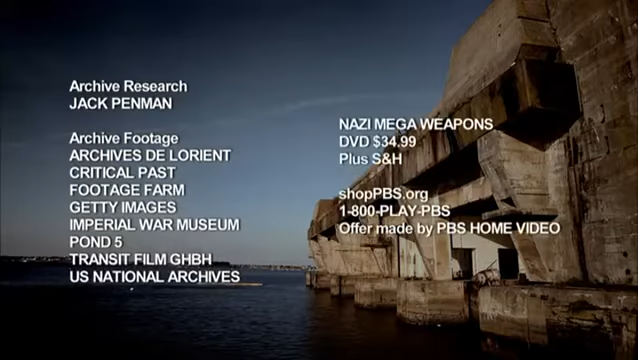 Archive Research
JACK PENMAN
Archive Footage
ARCHIVES DE LORIENT
CRITICAL PAST
FOOTAGE FARM
GETTY IMAGES
IMPERIAL WAR MUSEUM
POND 5
TRANSIT FILM GHBH
US NATIONAL ARCHIVES
NAZI MEGA WEAPONS
DVD $34.99
Plus S&H
shopPBS.org
1-800-PLAY-PBS
Offer made by PBS HOME VIDEO